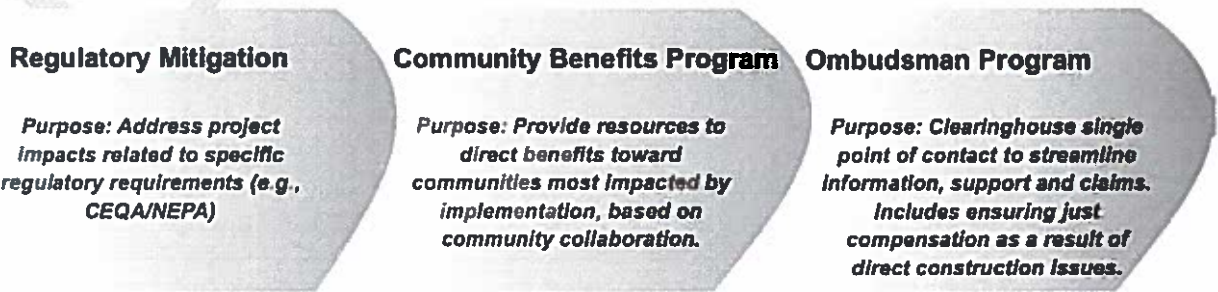 Regulatory Mitigation
Purpose: Address project
impacts related to specific
regulatory requirements (e.g.,
CEQA/NEPA)
Community Benefits Program
Purpose: Provide resources to
direct benefits toward
communities most impacted by
implementation, based on
community collaboration.
Ombudsman Program
Purpose: Clearinghouse single
point of contact to streamline
information, support and claims.
Includes ensuring just
compensation as a result of
direct construction issues.